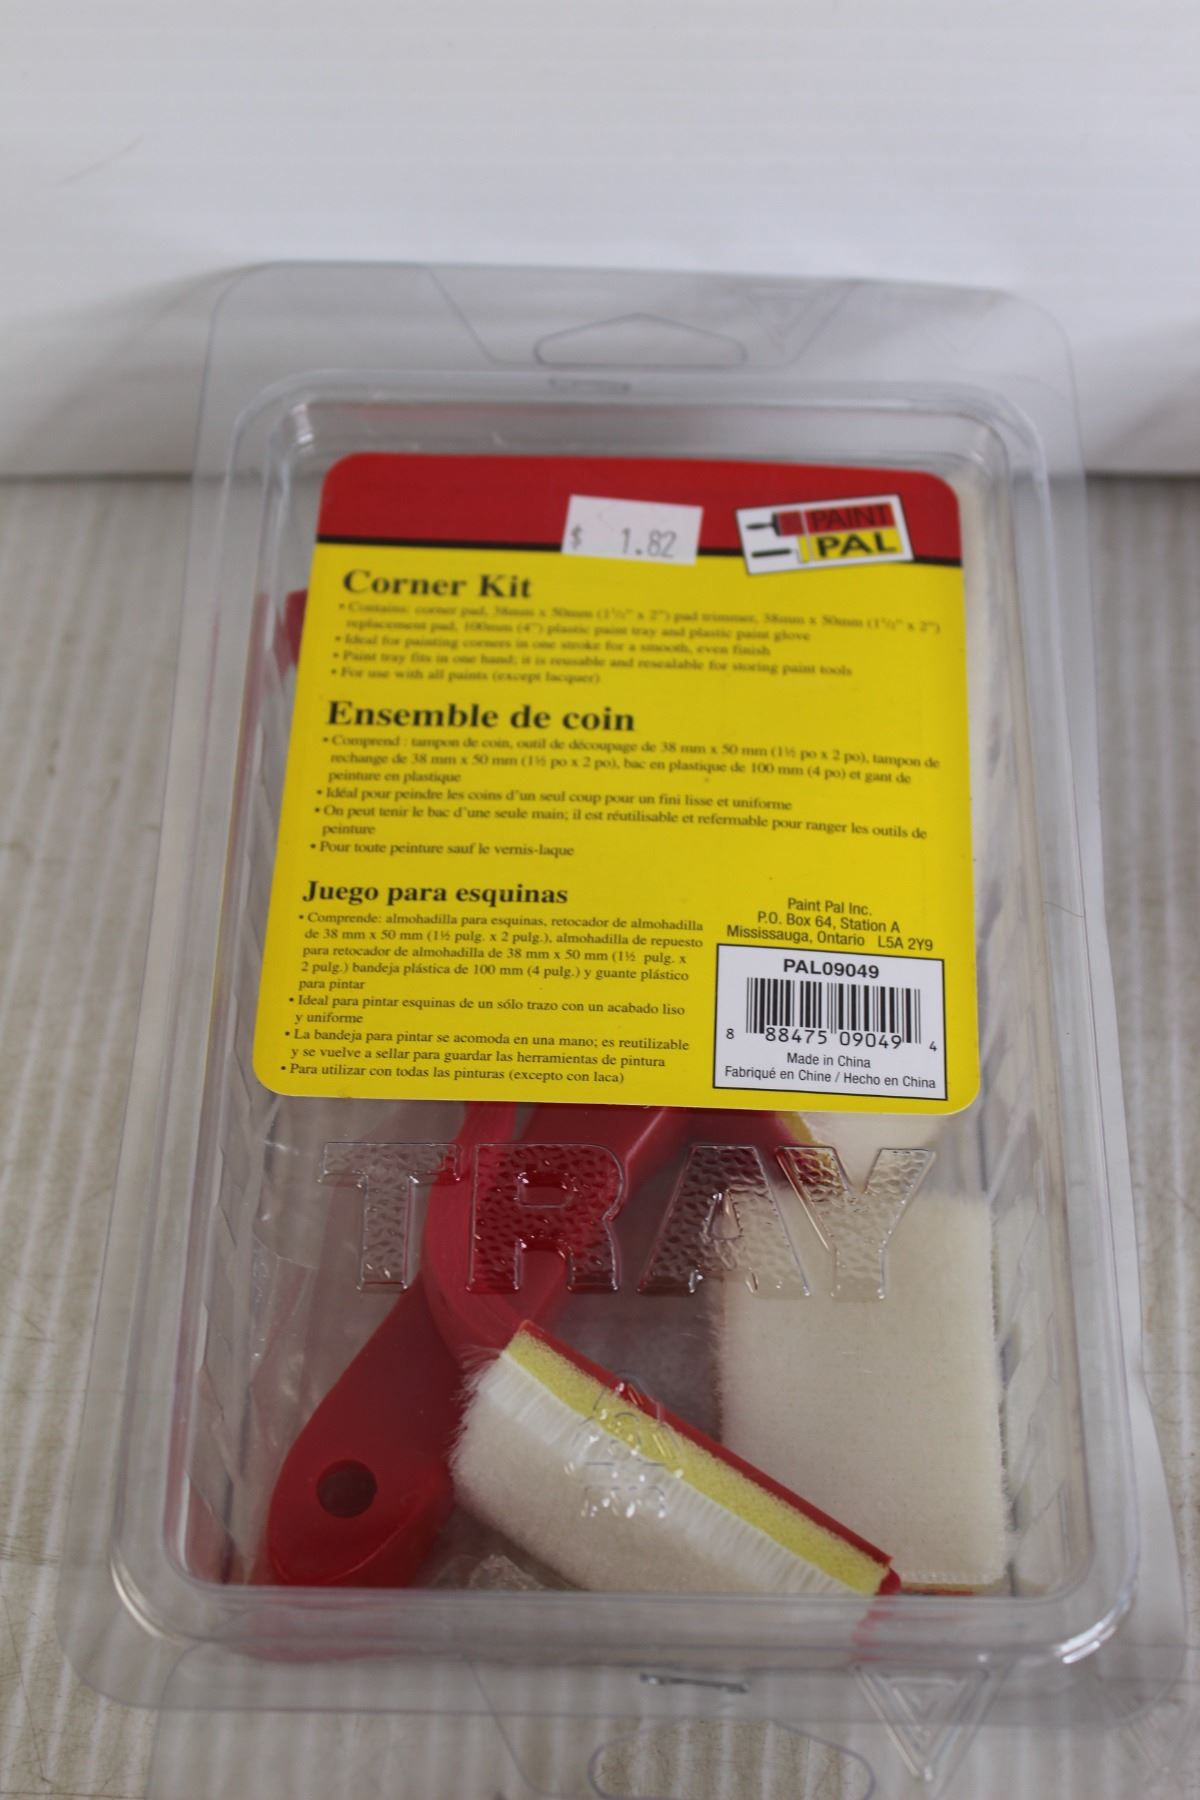 $ 1.82
PAINT
PAL
Corner Kit
• Contains: corner pad, 38mm x 50mm (1½" x 2") pad trimmer, 38mm x 50mm (1½" x 2")
replacement pad, 100mm (4") plastic paint tray and plastic paint glove
• Ideal for painting corners in one stroke for a smooth, even finish
• Paint tray fits in one hand; it is reusable and resealable for storing paint tools
• For use with all paints (except lacquer)
Ensemble de coin
• Comprend : tampon de coin, outil de découpage de 38 mm x 50 mm (1½ po x 2 po), tampon de
rechange de 38 mm x 50 mm (1½ po x 2 po), bac en plastique de 100 mm (4 po) et gant de
peinture en plastique
• Idéal pour peindre les coins d'un seul coup pour un fini lisse et uniforme
• On peut tenir le bac d'une seule main; il est réutilisable et refermable pour ranger les outils de
peinture
• Pour toute peinture sauf le vernis-laque
Juego para esquinas
• Comprende: almohadilla para esquinas, retocador de almohadilla
de 38 mm x 50 mm (1½ pulg. x 2 pulg.), almohadilla de repuesto
para retocador de almohadilla de 38 mm x 50 mm (1½ pulg. x
2 pulg.) bandeja plástica de 100 mm (4 pulg.) y guante plástico
para pintar
• Ideal para pintar esquinas de un sólo trazo con un acabado liso
y uniforme
• La bandeja para pintar se acomoda en una mano; es reutilizable
y se vuelve a sellar para guardar las herramientas de pintura
• Para utilizar con todas las pinturas (excepto con laca)
Paint Pal Inc.
P.O. Box 64, Station A
Mississauga, Ontario L5A 2Y9
PAL09049
8 88475 09049 4
Made in China
Fabriqué en Chine / Hecho en China
TRAY